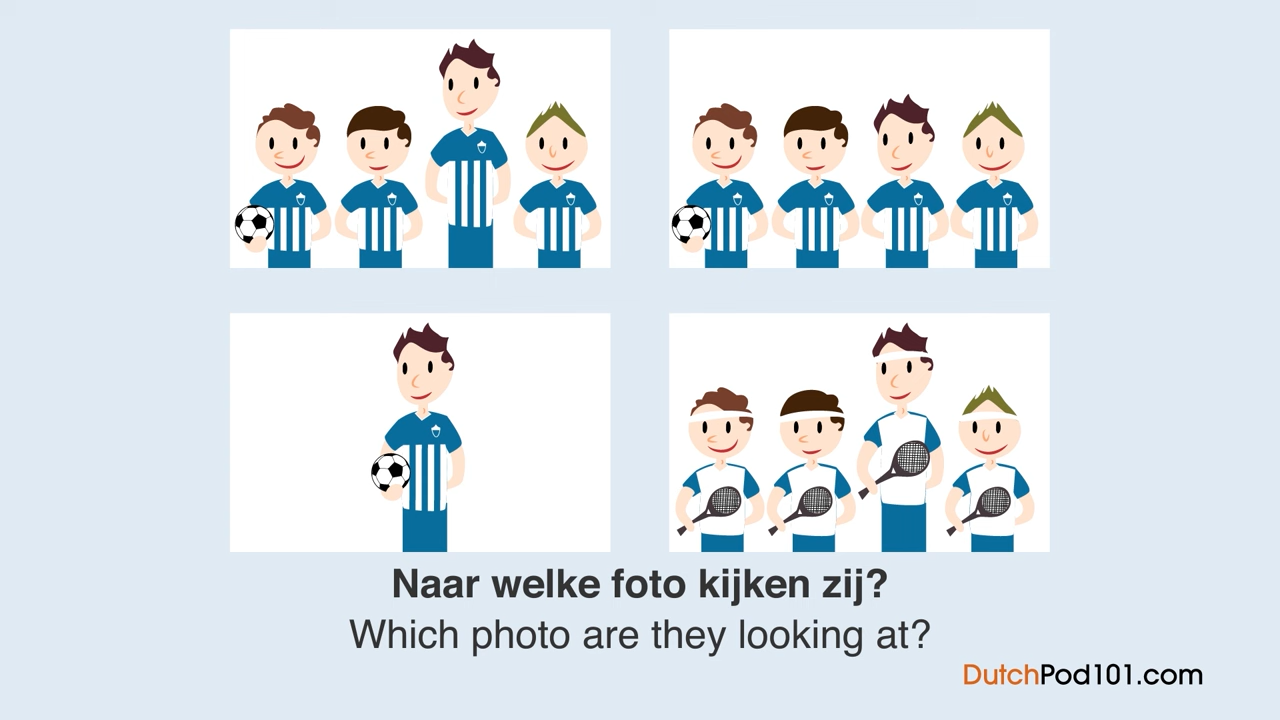 Naar welke foto kijken zij?
Which photo are they looking at?
DutchPod101.com